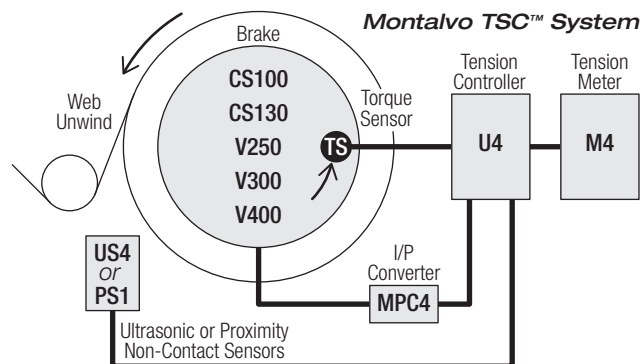 Montalvo TSC™ System
Brake
CS100
CS130
V250
V300
V400
Web
Unwind
Torque
Sensor
TS
Tension
Controller
U4
Tension
Meter
M4
US4
or
PS1
I/P
Converter
MPC4
Ultrasonic or Proximity
Non-Contact Sensors